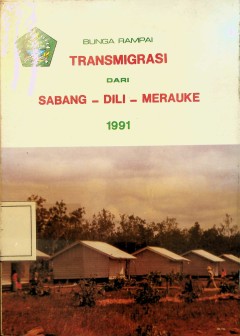 BUNGA RAMPAI
TRANSMIGRASI
DARI
SABANG – DILI – MERAUKE
1991